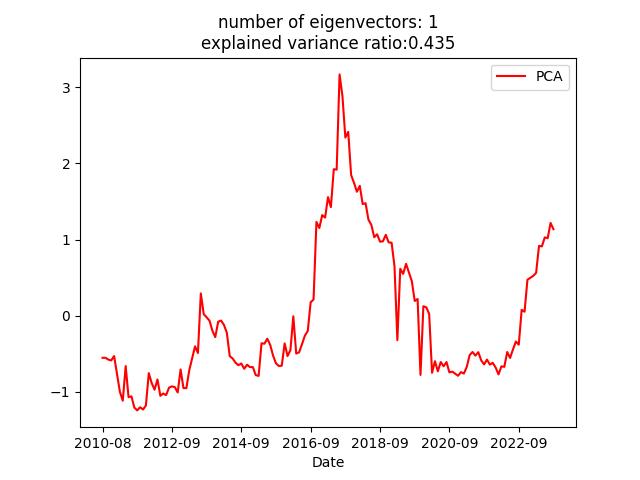 number of eigenvectors: 1
explained variance ratio:0.435
PCA
3
2
1
0
−1
2010-08 2012-09 2014-09 2016-09 2018-09 2020-09 2022-09
Date